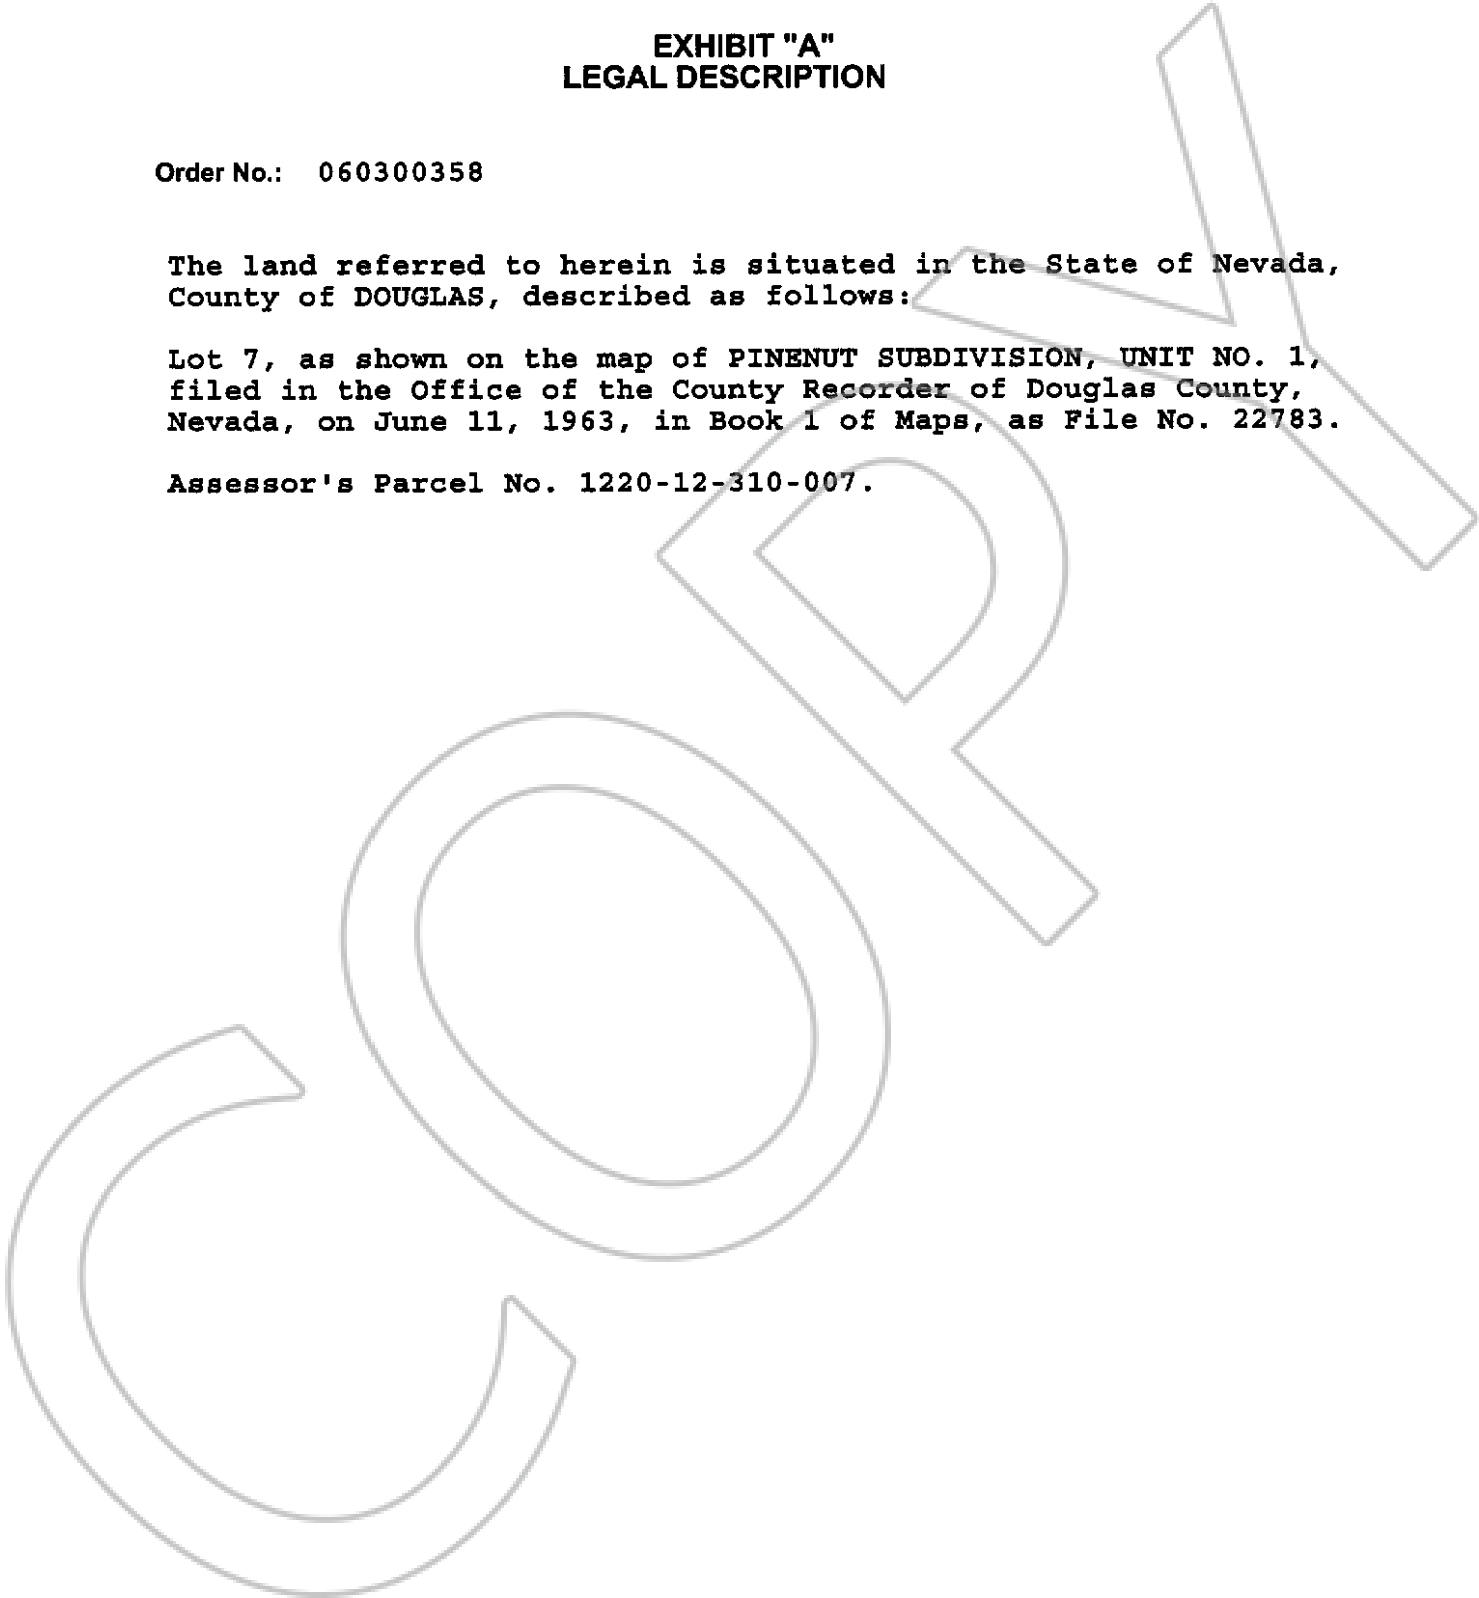 EXHIBIT "A"
LEGAL DESCRIPTION
Order No.: 060300358
The land referred to herein is situated in the State of Nevada,
County of DOUGLAS, described as follows:
Lot 7, as shown on the map of PINENUT SUBDIVISION, UNIT NO. 1,
filed in the Office of the County Recorder of Douglas County,
Nevada, on June 11, 1963, in Book 1 of Maps, as File No. 22783.
Assessor's Parcel No. 1220-12-310-007.
COPY